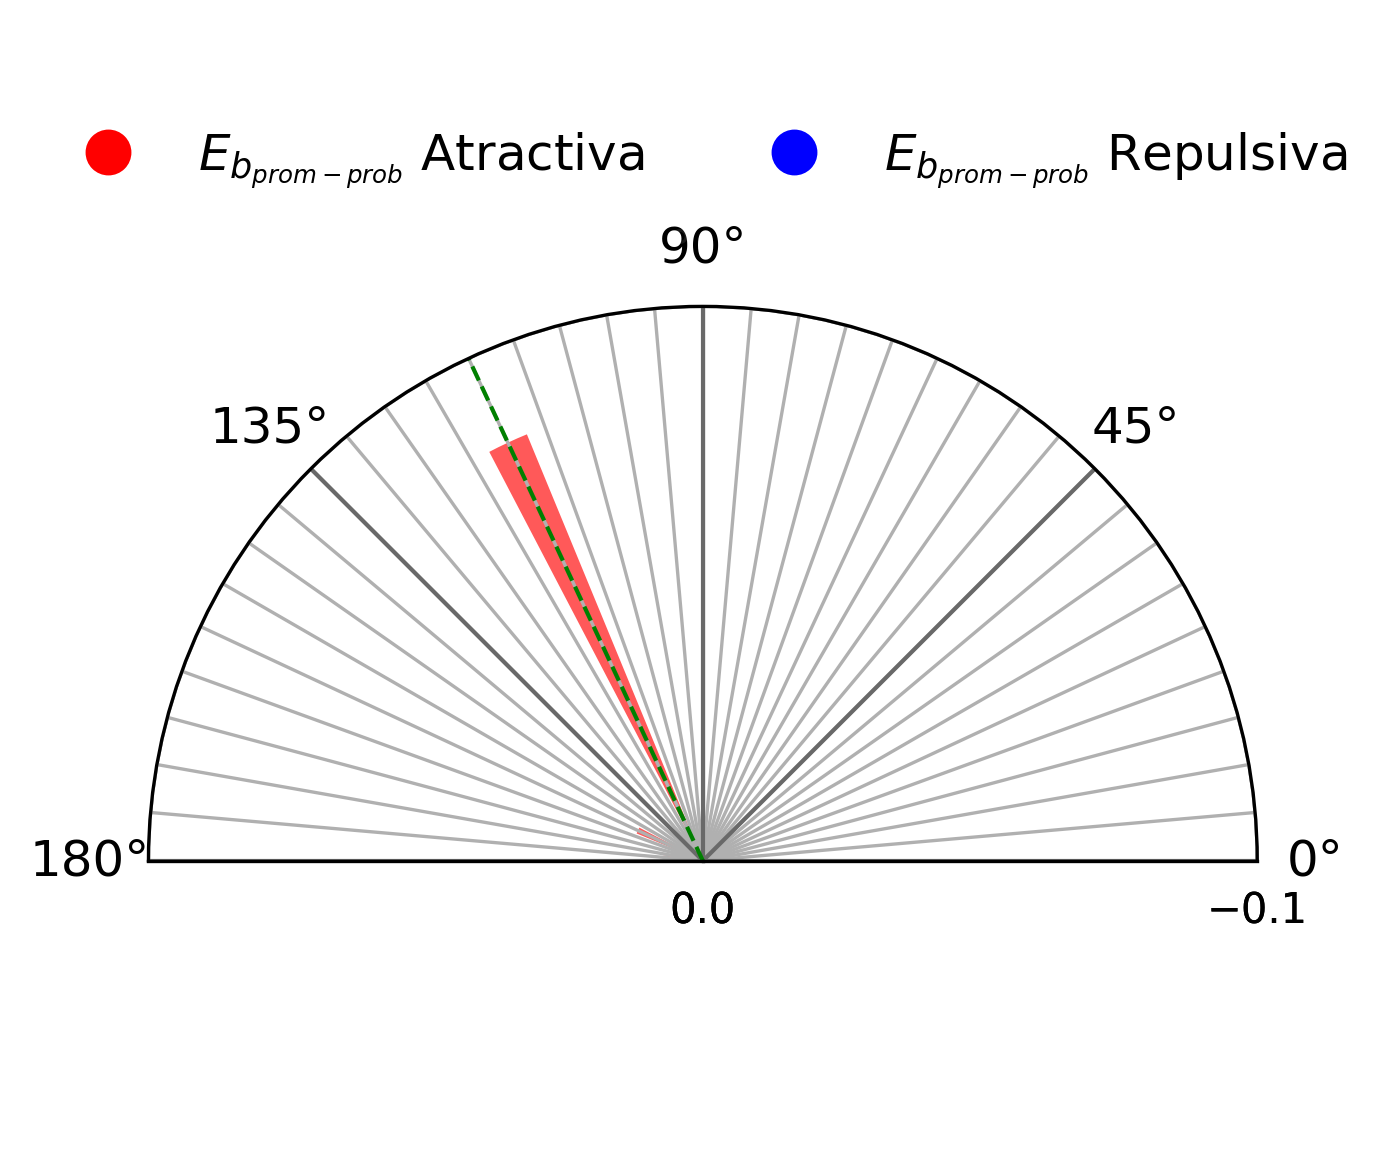 E_{b_{prom−prob}} Atractiva E_{b_{prom−prob}} Repulsiva
90°
135° 45°
180° 0°
0.0 −0.1